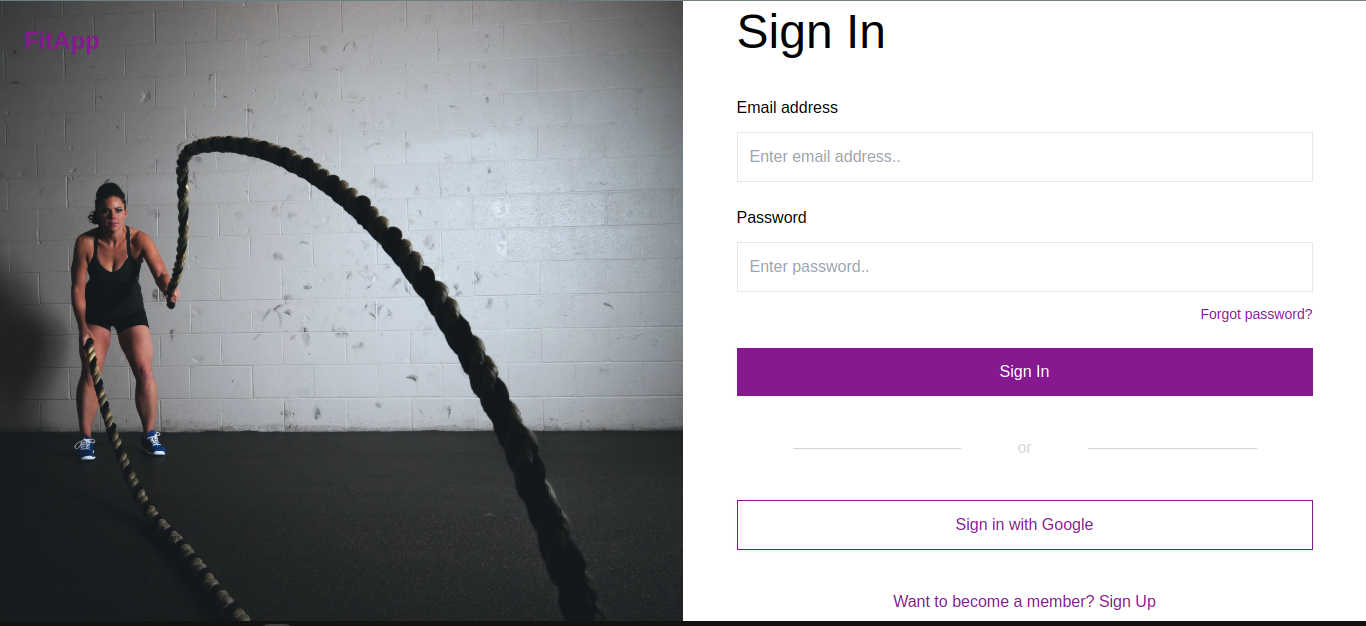 FitApp
Sign In
Email address
Enter email address..
Password
Enter password..
Forgot password?
Sign In
or
Sign in with Google
Want to become a member? Sign Up